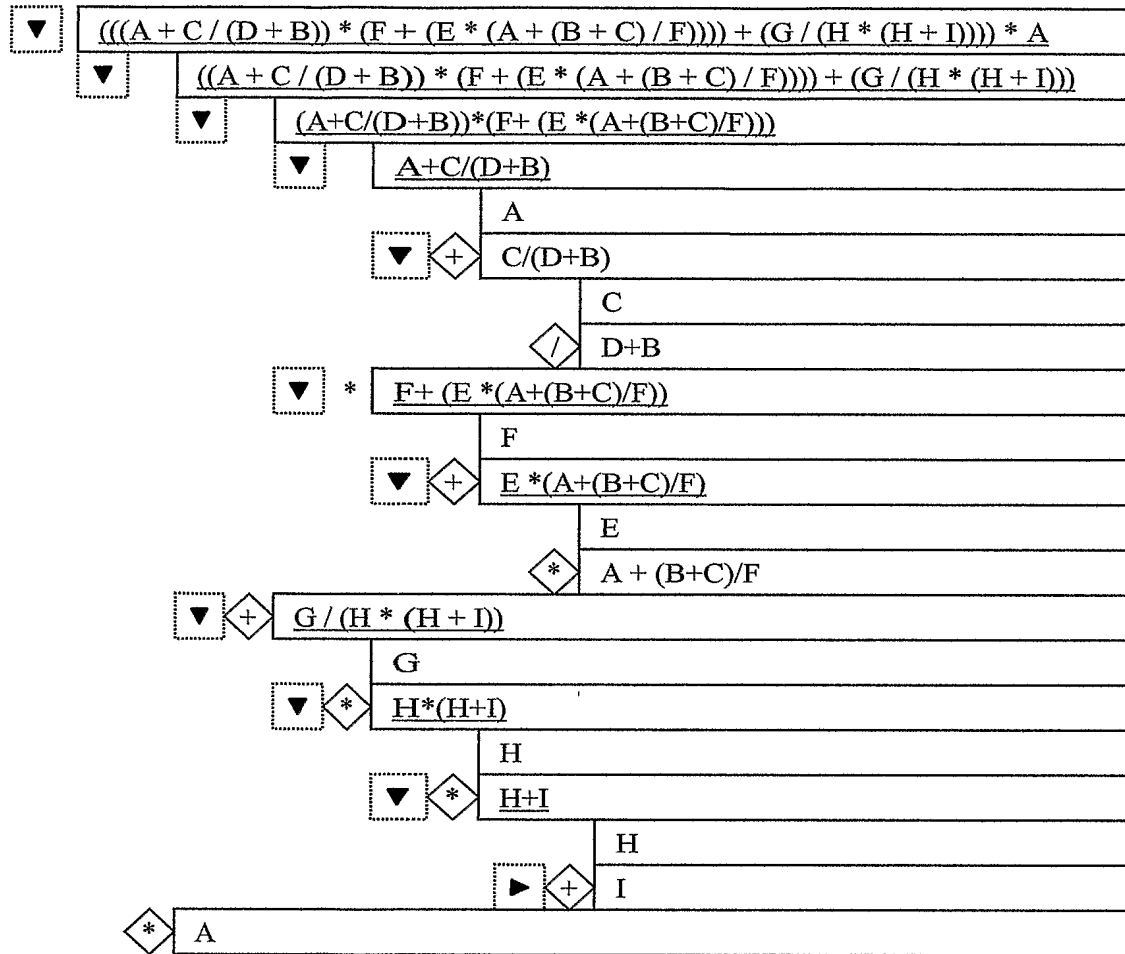 (((A + C / (D + B)) * (F + (E * (A + (B + C) / F)))) + (G / (H * (H + I)))) * A
((A + C / (D + B)) * (F + (E * (A + (B + C) / F)))) + (G / (H * (H + I)))
(A+C/(D+B))*(F+ (E *(A+(B+C)/F)))
A+C/(D+B)
A
+ C/(D+B)
C
/ D+B
* F+ (E *(A+(B+C)/F))
F
+ E *(A+(B+C)/F)
E
* A + (B+C)/F
+ G / (H * (H + I))
G
* H*(H+I)
H
* H+I
H
+ I
* A